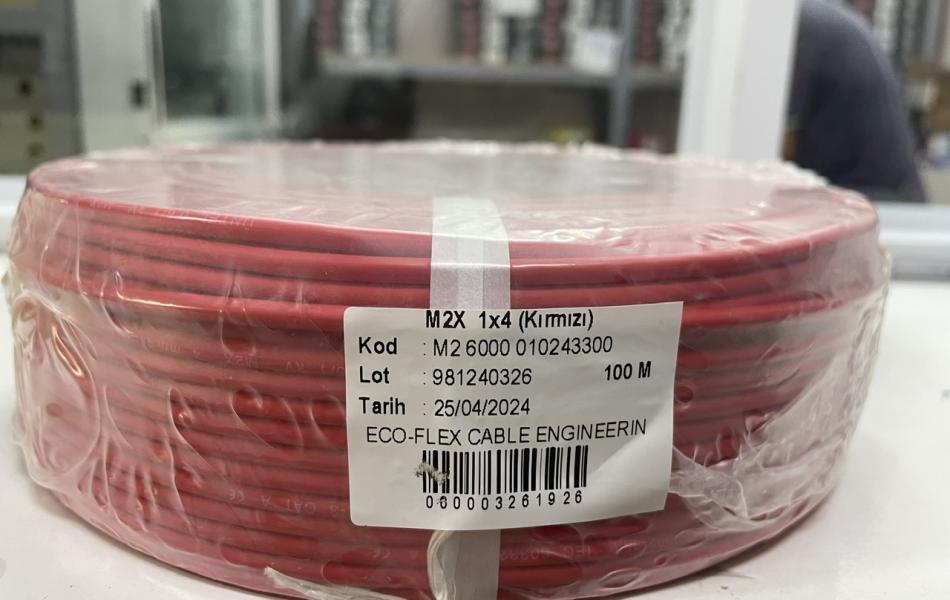 M2X 1x4 (Kırmızı)
Kod : M2 6000 010243300
Lot : 981240326 100 M
Tarih : 25/04/2024
ECO-FLEX CABLE ENGINEERIN
000003261926